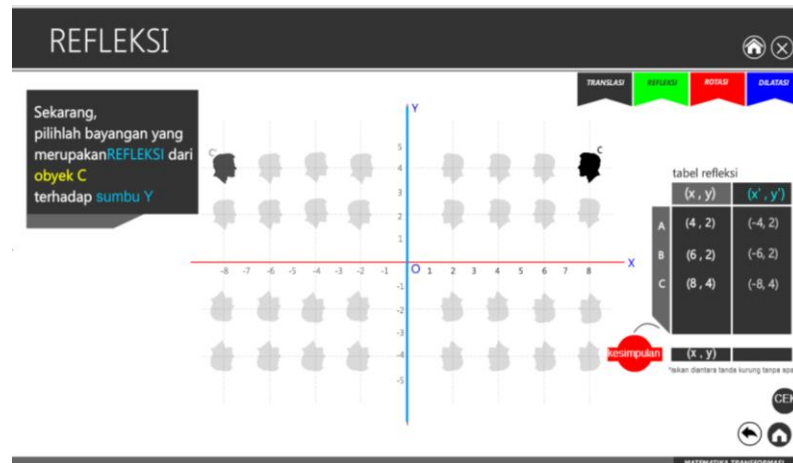 REFLEKSI
TRANSLASI REFLEKSI ROTASI DILATASI
Sekarang,
pilihlah bayangan yang
merupakanREFLEKSI dari
obyek C
terhadap sumbu Y
Y
C' C
5
4
3
2
1
-8 -7 -6 -5 -4 -3 -2 -1 O 1 2 3 4 5 6 7 8 X
-1
-2
-3
-4
-5
tabel refleksi
(x , y) (x' , y')
A (4 , 2) (-4, 2)
B (6 , 2) (-6, 2)
C (8 , 4) (-8, 4)
kesimpulan (x , y)
*isikan diantara tanda kurung tanpa spa
CEK
MATEMATIKA TRANSFORMASI